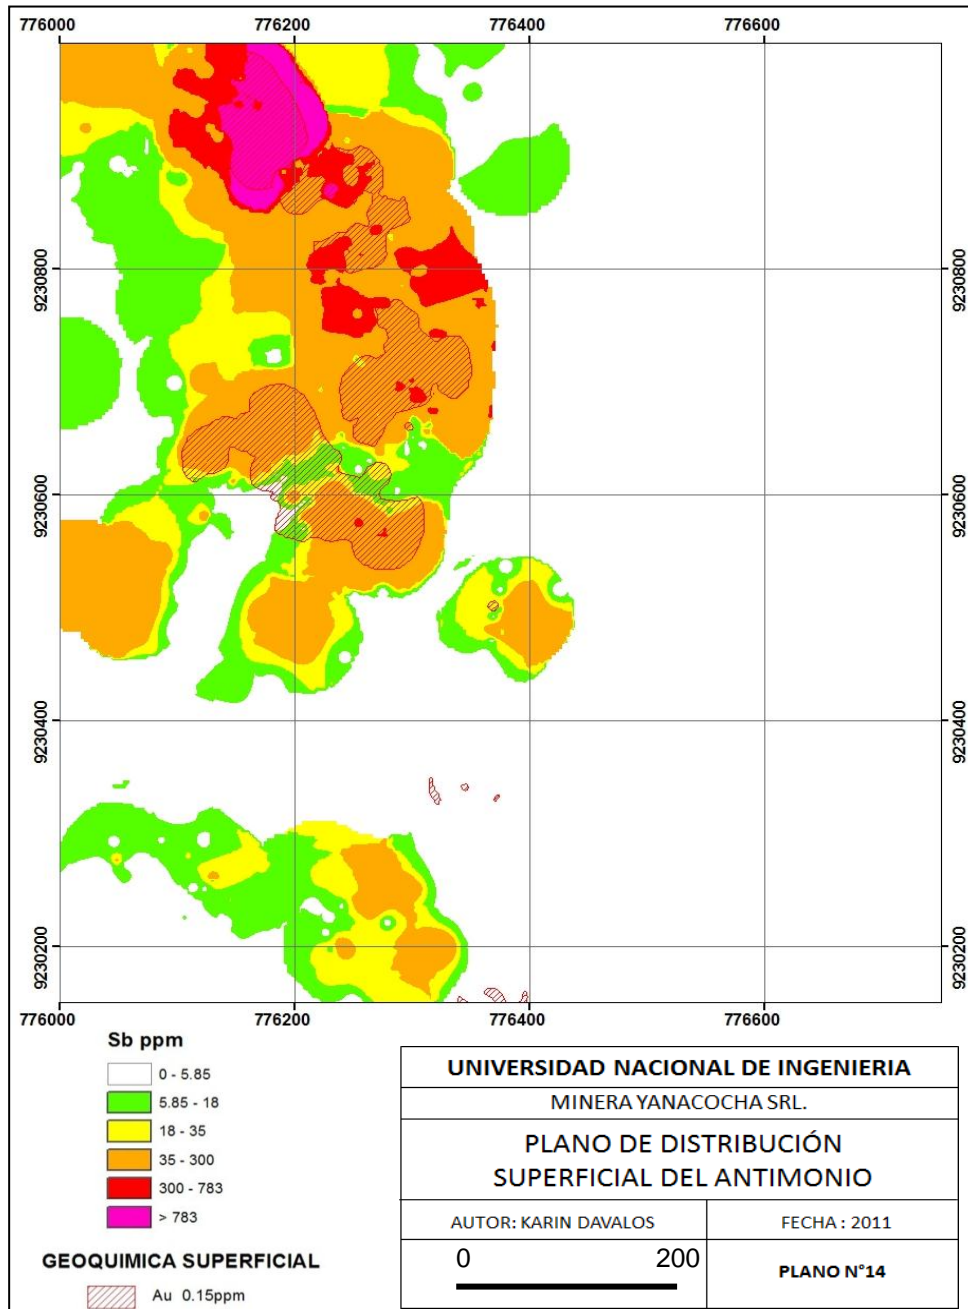 776000 776200 776400 776600
9230800 9230800
9230600 9230600
9230400 9230400
9230200 9230200
776000 776200 776400 776600
Sb ppm
0 - 5.85
5.85 - 18
18 - 35
35 - 300
300 - 783
> 783
GEOQUIMICA SUPERFICIAL
Au 0.15ppm
UNIVERSIDAD NACIONAL DE INGENIERIA
MINERA YANACOCHA SRL.
PLANO DE DISTRIBUCIÓN
SUPERFICIAL DEL ANTIMONIO
AUTOR: KARIN DAVALOS
FECHA : 2011
0 200
PLANO N°14